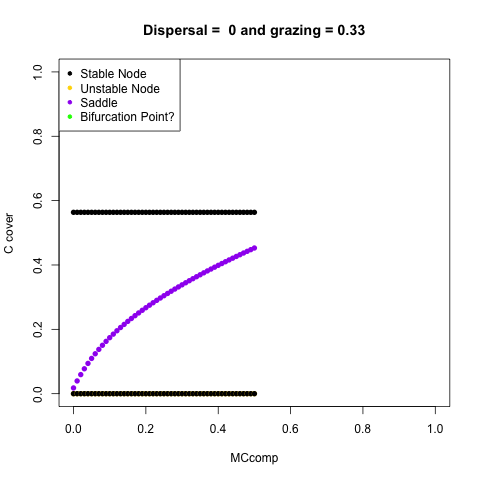 Dispersal =  0 and grazing = 0.33
Stable Node
Unstable Node
Saddle
Bifurcation Point?
1.0
0.8
0.6
0.4
0.2
0.0
C cover
0.0 0.2 0.4 0.6 0.8 1.0
MCcomp